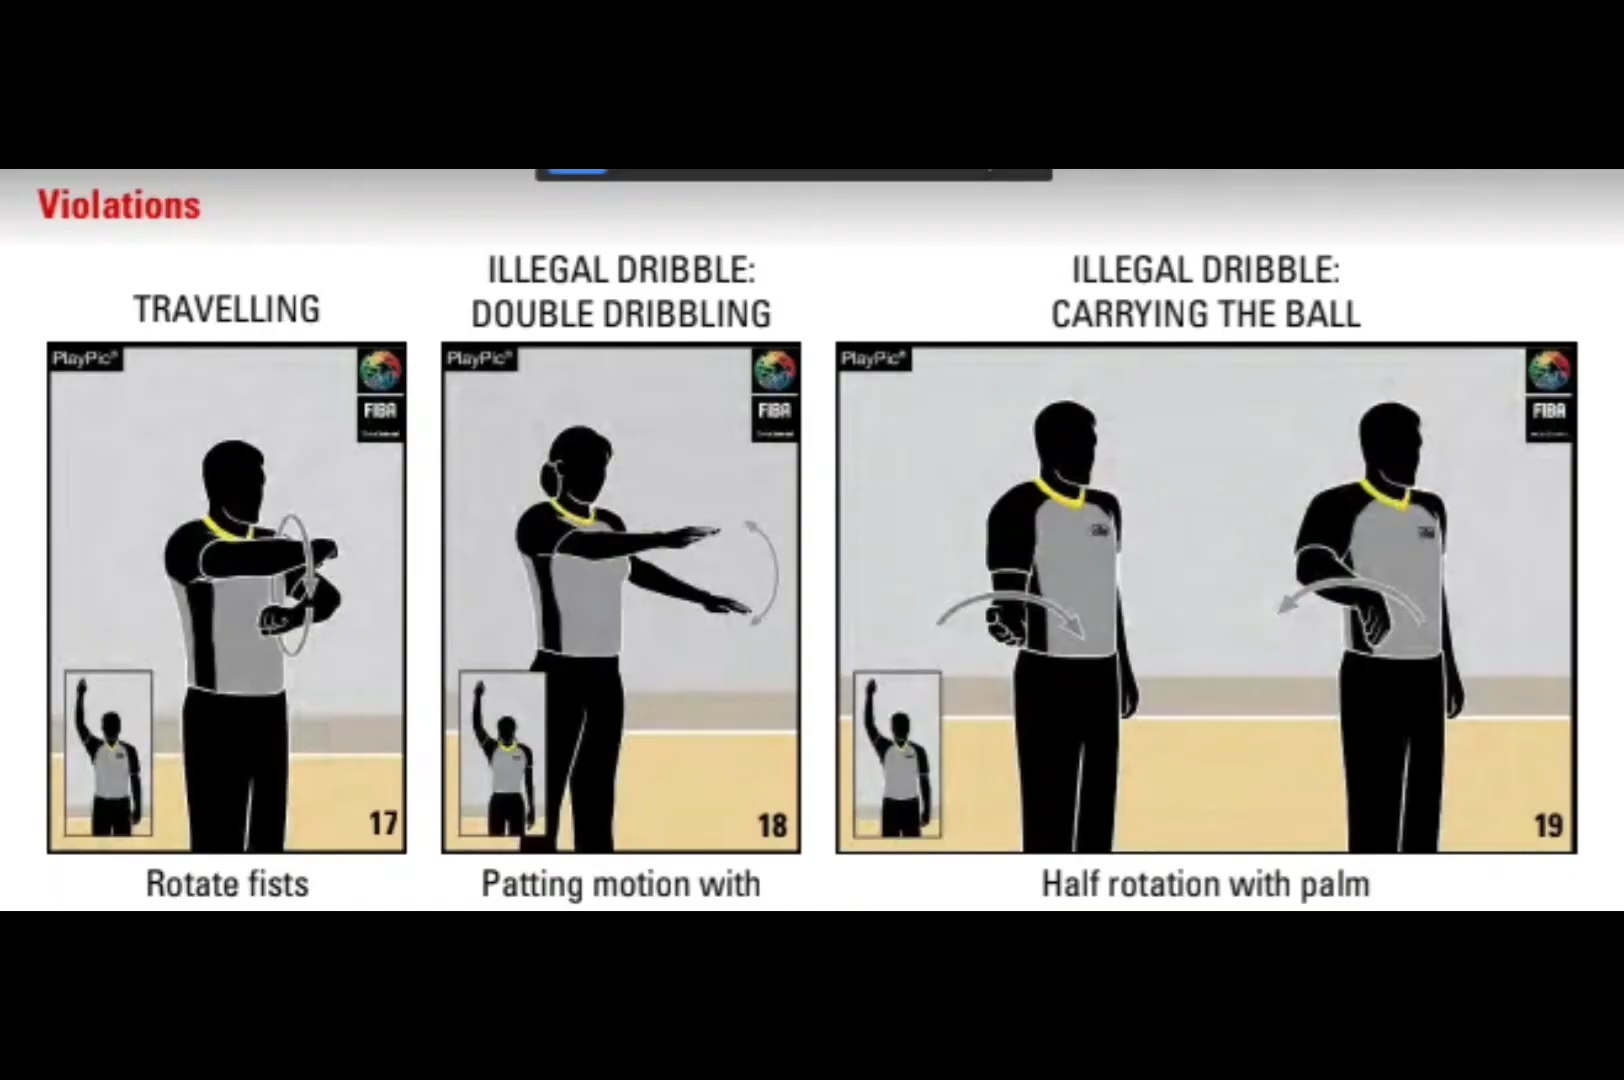 Violations
TRAVELLING
ILLEGAL DRIBBLE:
DOUBLE DRIBBLING
ILLEGAL DRIBBLE:
CARRYING THE BALL
PlayPic®
FIBA
17
PlayPic®
FIBA
18
PlayPic®
FIBA
19
Rotate fists
Patting motion with
Half rotation with palm